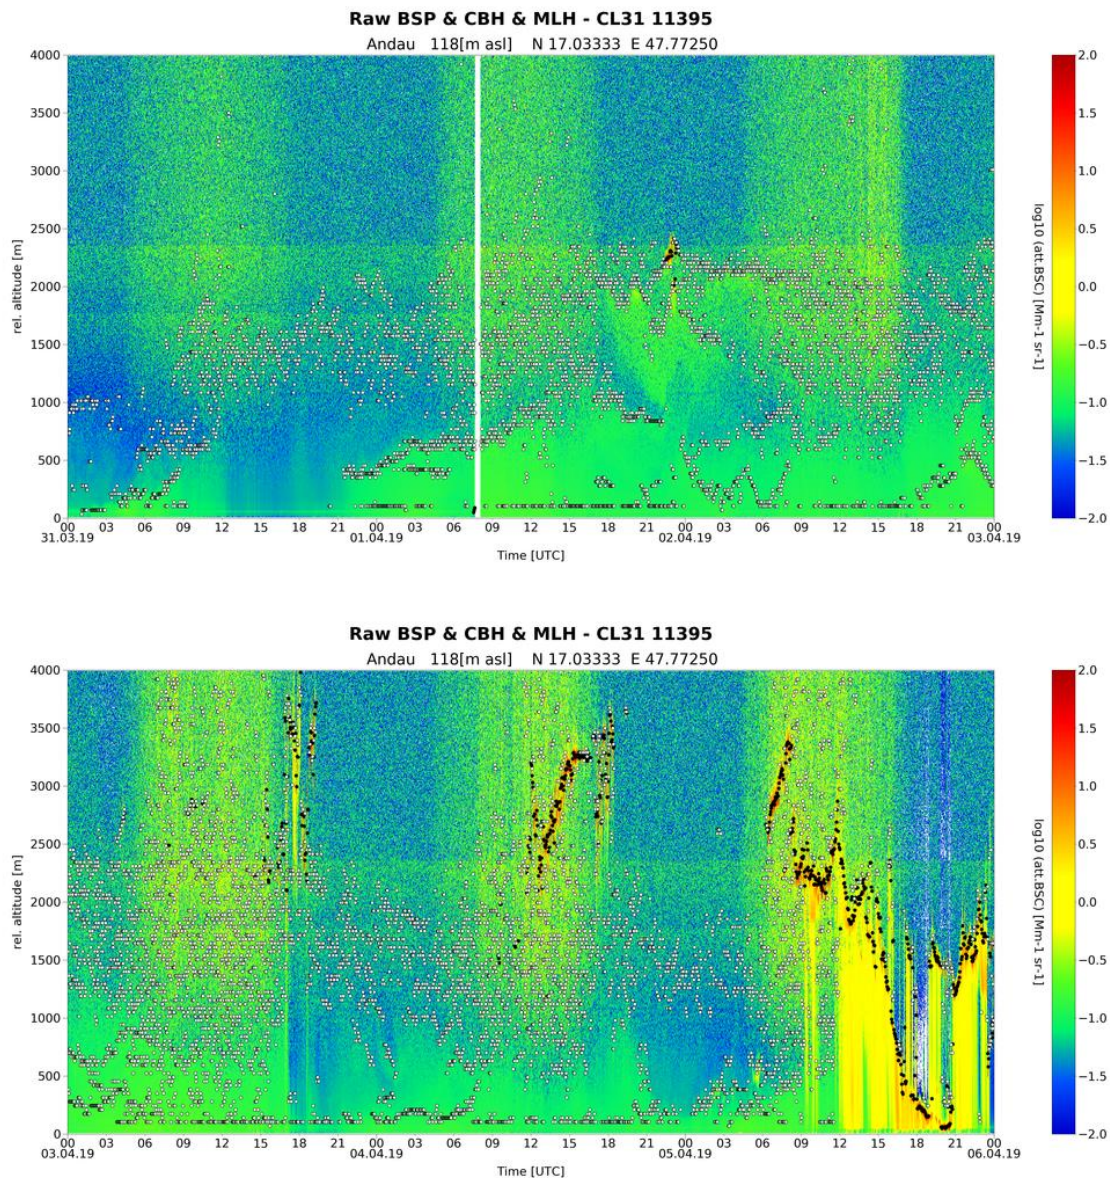 Raw BSP & CBH & MLH - CL31 11395
Andau 118[m asl] N 17.03333 E 47.77250
4000
3500
3000
2500
2000
1500
1000
500
0
rel. altitude [m]
00 03 06 09 12 15 18 21 00 03 06 09 12 15 18 21 00 03 06 09 12 15 18 21 00
31.03.19 01.04.19 02.04.19 03.04.19
Time [UTC]
2.0
1.5
1.0
0.5
0.0
−0.5
−1.0
−1.5
−2.0
log10 (att.BSC) [Mm-1 sr-1]
Raw BSP & CBH & MLH - CL31 11395
Andau 118[m asl] N 17.03333 E 47.77250
4000
3500
3000
2500
2000
1500
1000
500
0
rel. altitude [m]
00 03 06 09 12 15 18 21 00 03 06 09 12 15 18 21 00 03 06 09 12 15 18 21 00
03.04.19 04.04.19 05.04.19 06.04.19
Time [UTC]
2.0
1.5
1.0
0.5
0.0
−0.5
−1.0
−1.5
−2.0
log10 (att.BSC) [Mm-1 sr-1]